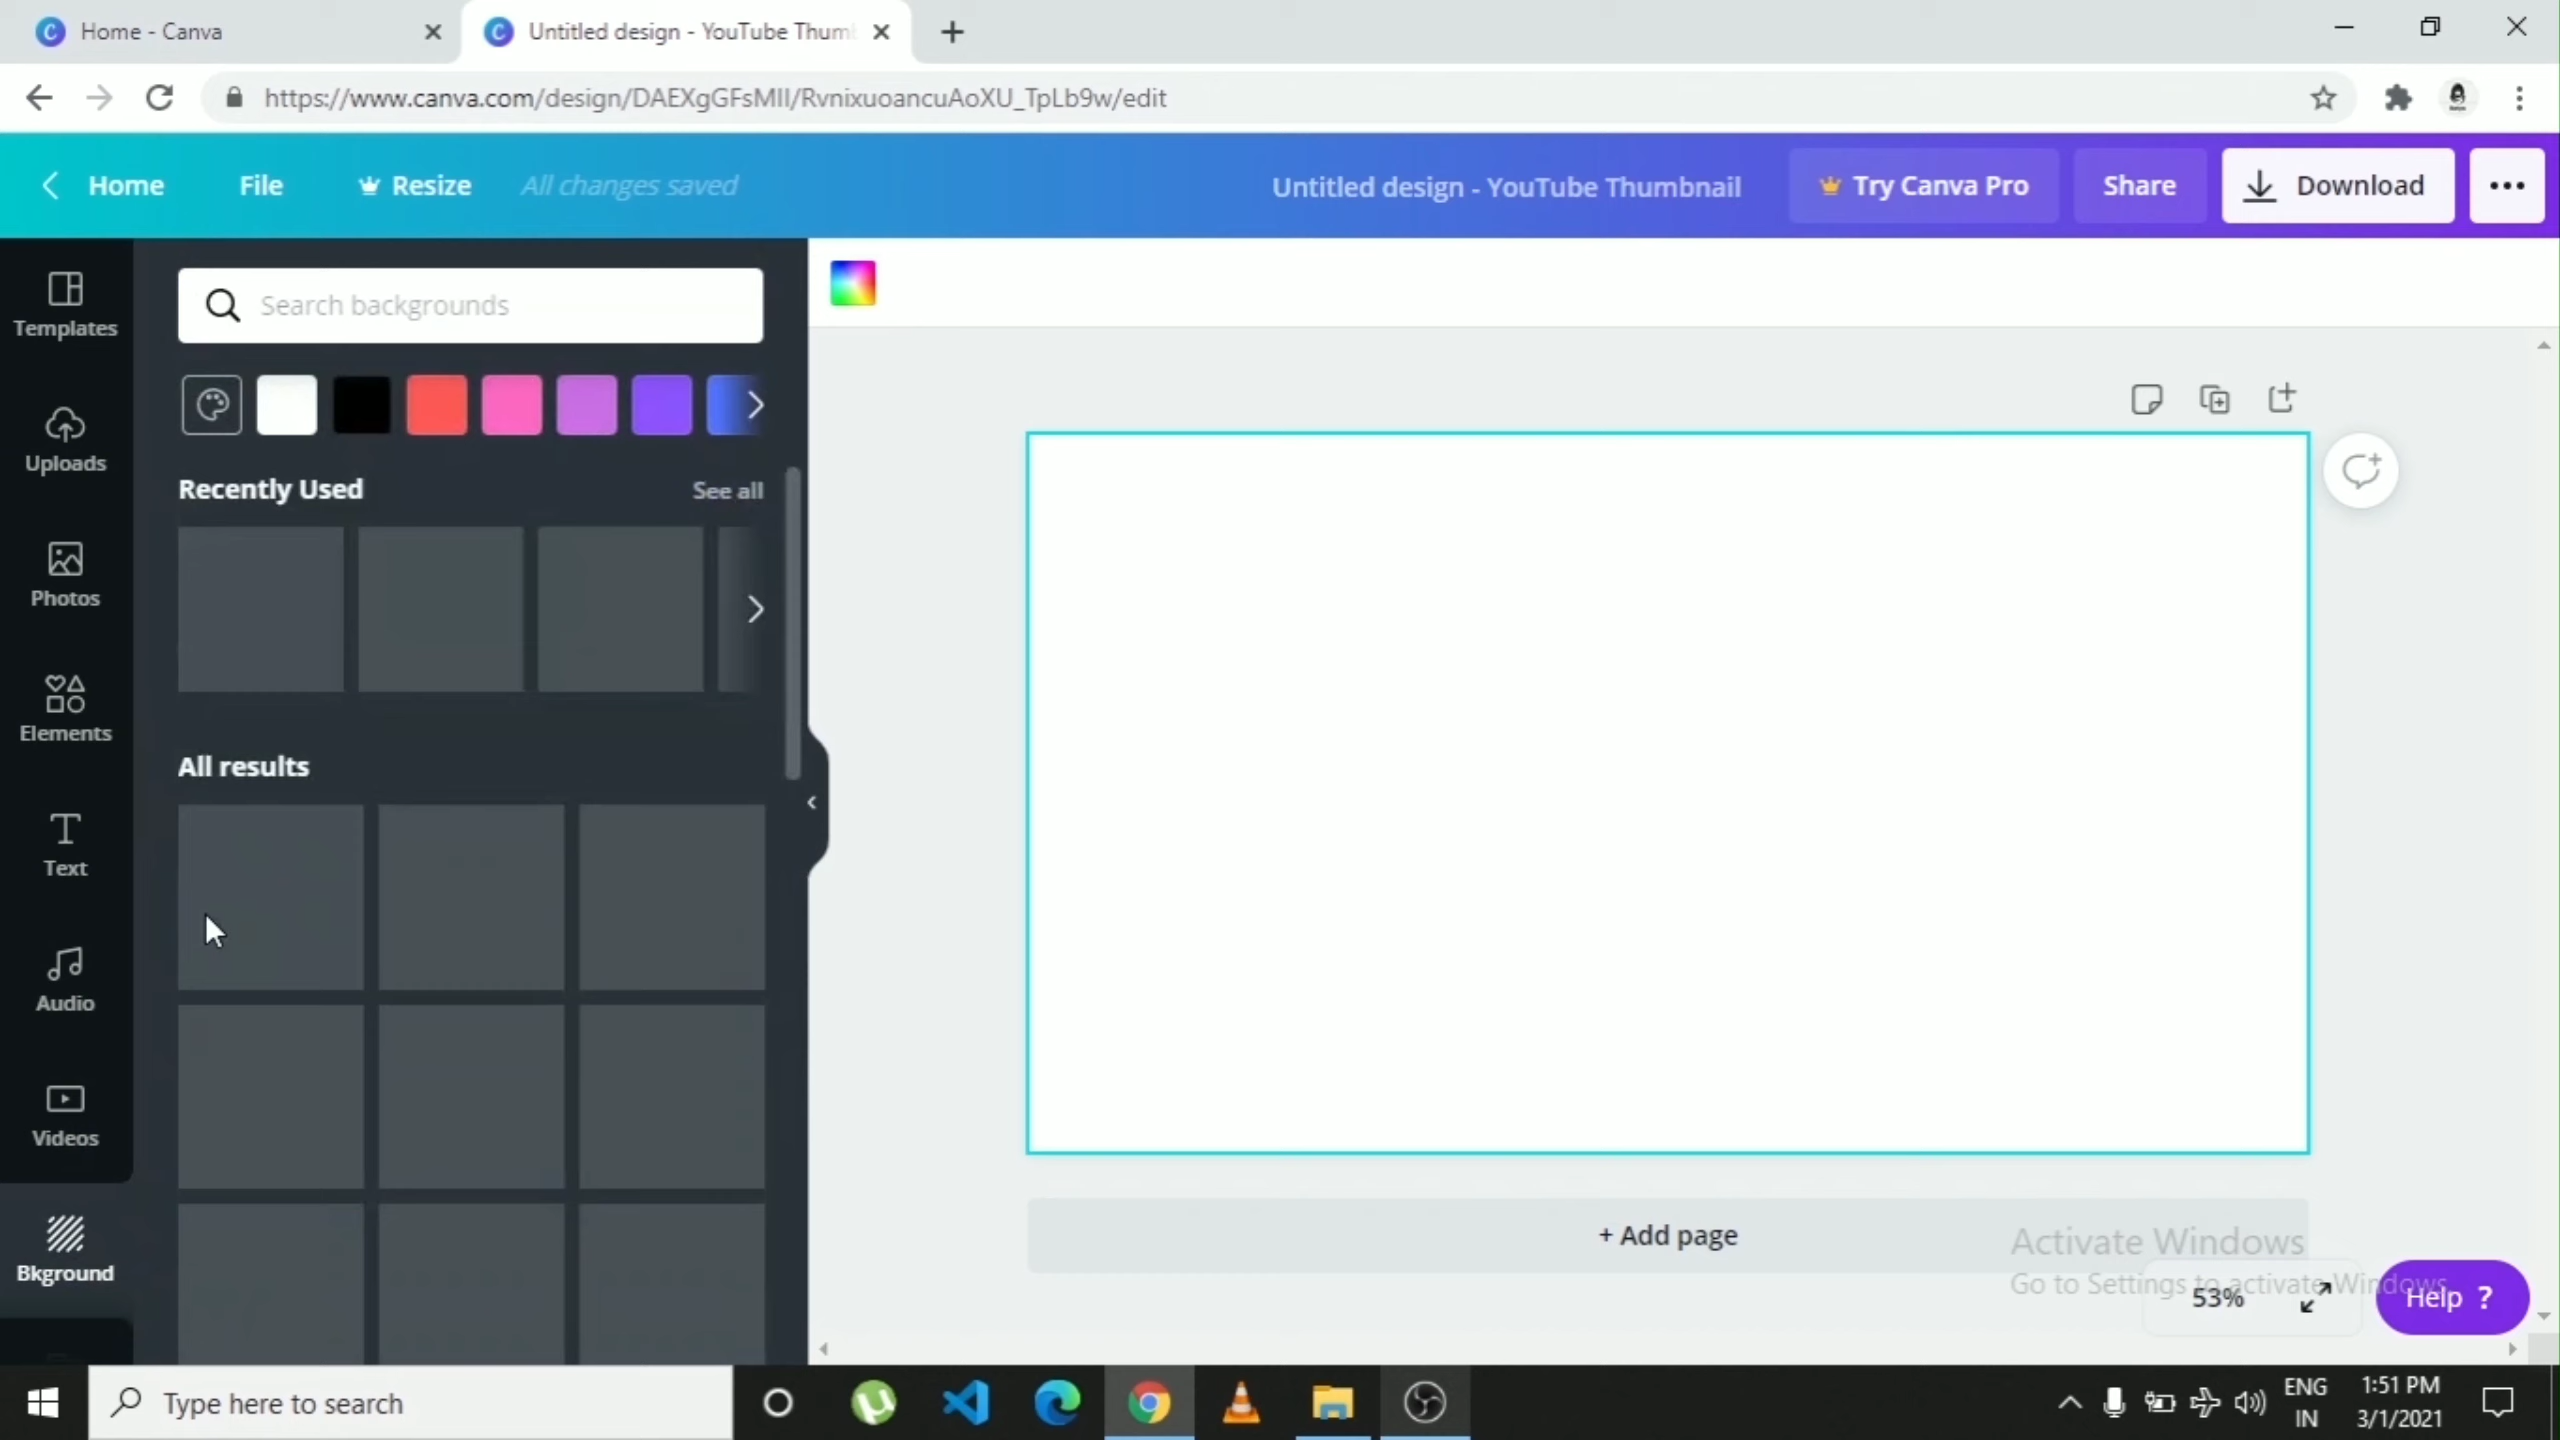 Home - Canva
Untitled design - YouTube Thum
https://www.canva.com/design/DAEXgGFsMII/RvnixuoancuAoXU_TpLb9w/edit
Home
File
Resize
All changes saved
Untitled design - YouTube Thumbnail
Try Canva Pro
Share
Download
Templates
Uploads
Photos
Elements
Text
Audio
Videos
Bkground
Search backgrounds
Recently Used
See all
All results
+ Add page
Activate Windows
Go to Settings to activate Windows.
53%
Help ?
Type here to search
ENG
IN
1:51 PM
3/1/2021